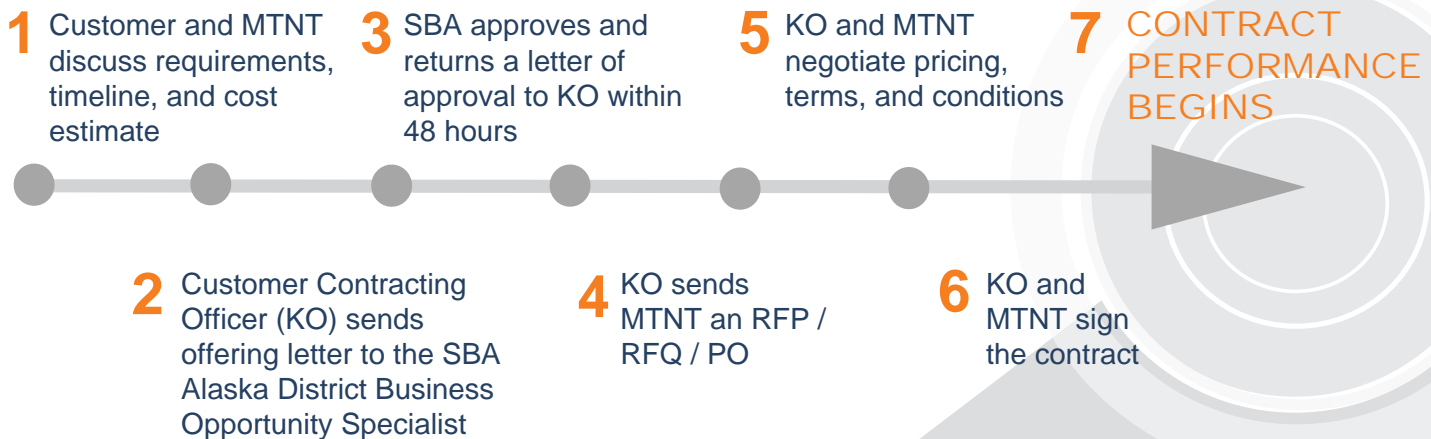 1 Customer and MTNT
discuss requirements,
timeline, and cost
estimate
2 Customer Contracting
Officer (KO) sends
offering letter to the SBA
Alaska District Business
Opportunity Specialist
3 SBA approves and
returns a letter of
approval to KO within
48 hours
4 KO sends
MTNT an RFP /
RFQ / PO
5 KO and MTNT
negotiate pricing,
terms, and conditions
6 KO and
MTNT sign
the contract
7 CONTRACT
PERFORMANCE
BEGINS